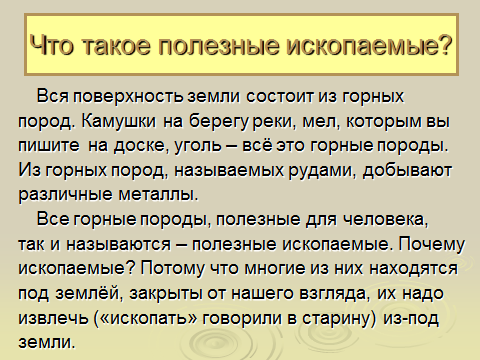 Что такое полезные ископаемые?
Вся поверхность земли состоит из горных
пород. Камушки на берегу реки, мел, которым вы
пишите на доске, уголь – всё это горные породы.
Из горных пород, называемых рудами, добывают
различные металлы.
Все горные породы, полезные для человека,
так и называются – полезные ископаемые. Почему
ископаемые? Потому что многие из них находятся
под землёй, закрыты от нашего взгляда, их надо
извлечь («ископать» говорили в старину) из-под
земли.